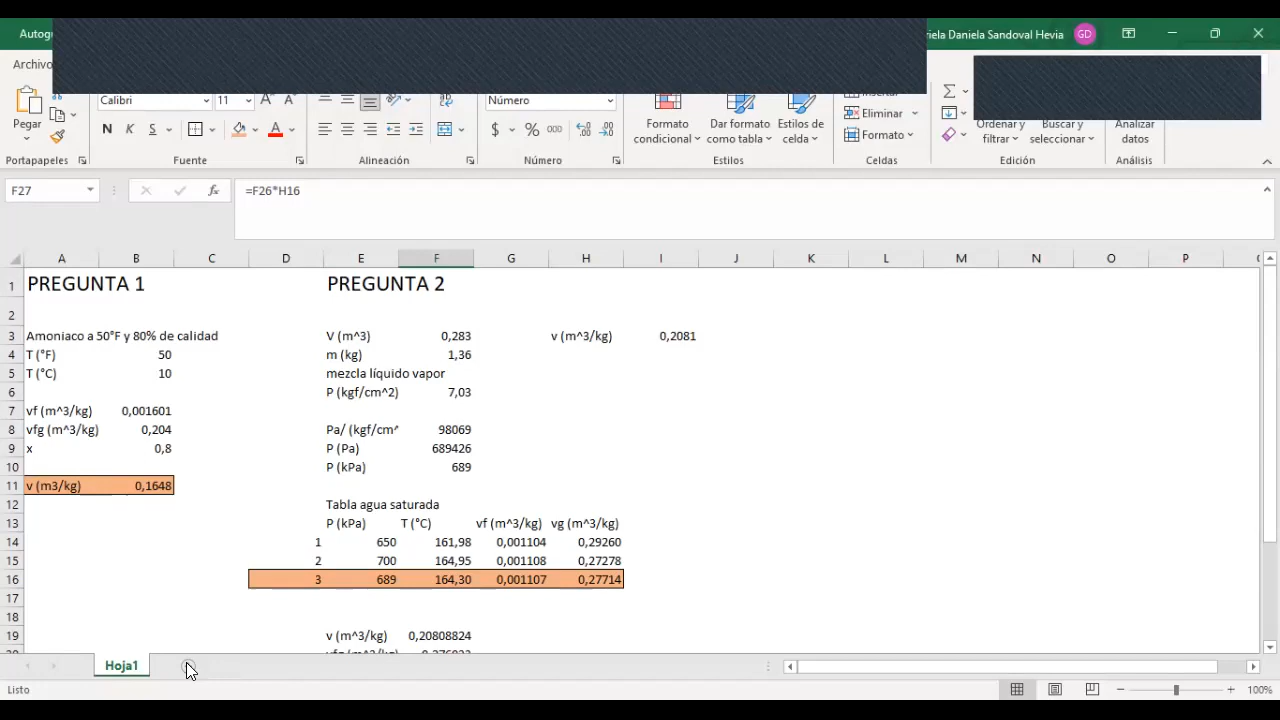 Autog
riela Daniela Sandoval Hevia GD
Archivo
Pegar
Calibri 11
Número
N K S
$ % 000
Formato condicional
Dar formato como tabla
Estilos de celda
Eliminar
Formato
Ordenar y filtrar
Buscar y seleccionar
Analizar datos
Portapapeles Fuente Alineación Número Estilos Celdas Edición Análisis
F27 fx =F26*H16
A B C D E F G H I J K L M N O P
1 PREGUNTA 1 PREGUNTA 2
2
3 Amoniaco a 50°F y 80% de calidad V (m^3) 0,283 v (m^3/kg) 0,2081
4 T (°F) 50 m (kg) 1,36
5 T (°C) 10 mezcla líquido vapor
6 P (kgf/cm^2) 7,03
7 vf (m^3/kg) 0,001601
8 vfg (m^3/kg) 0,204 Pa/ (kgf/cm^ 98069
9 x 0,8 P (Pa) 689426
10 P (kPa) 689
11 v (m3/kg) 0,1648
12 Tabla agua saturada
13 P (kPa) T (°C) vf (m^3/kg) vg (m^3/kg)
14 1 650 161,98 0,001104 0,29260
15 2 700 164,95 0,001108 0,27278
16 3 689 164,30 0,001107 0,27714
17
18
19 v (m^3/kg) 0,20808824
Hoja1
Listo 100%